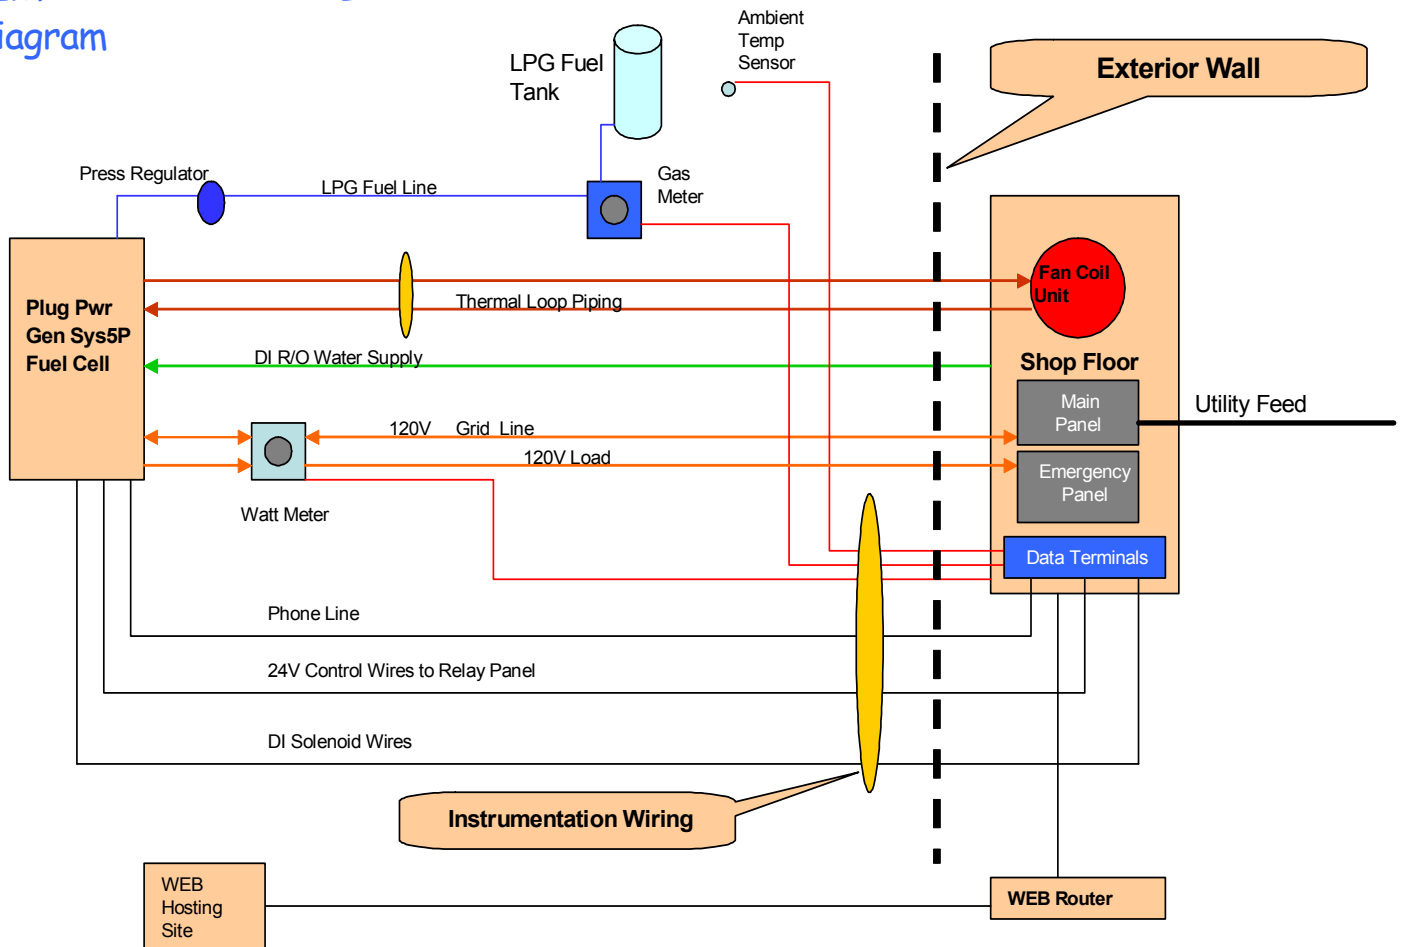 iagram
Ambient
Temp
Sensor
LPG Fuel
Tank
Exterior Wall
Press Regulator
LPG Fuel Line
Gas
Meter
Plug Pwr
Gen Sys5P
Fuel Cell
Fan Coil
Unit
Thermal Loop Piping
DI R/O Water Supply
Shop Floor
Main
Panel
Utility Feed
120V Grid Line
120V Load
Emergency
Panel
Watt Meter
Data Terminals
Phone Line
24V Control Wires to Relay Panel
DI Solenoid Wires
Instrumentation Wiring
WEB
Hosting
Site
WEB Router